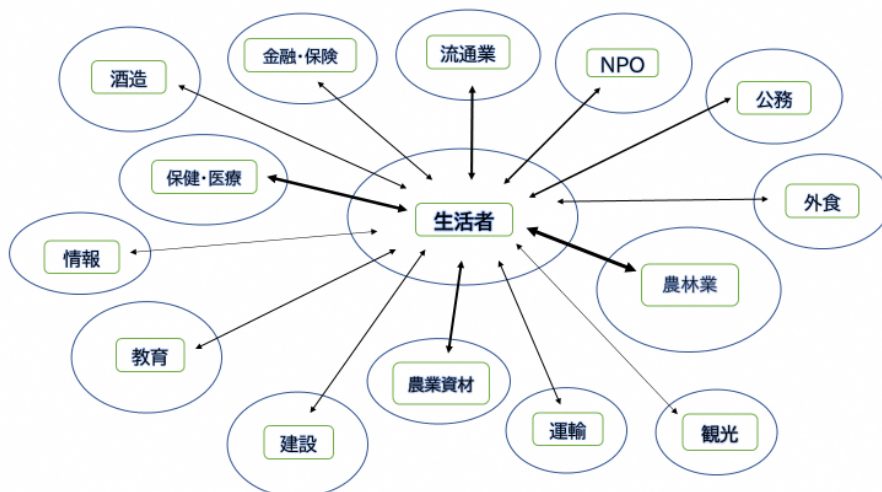 酒造
金融・保険
流通業
NPO
公務
保健・医療
生活者
外食
情報
農林業
教育
農業資材
建設
運輸
観光